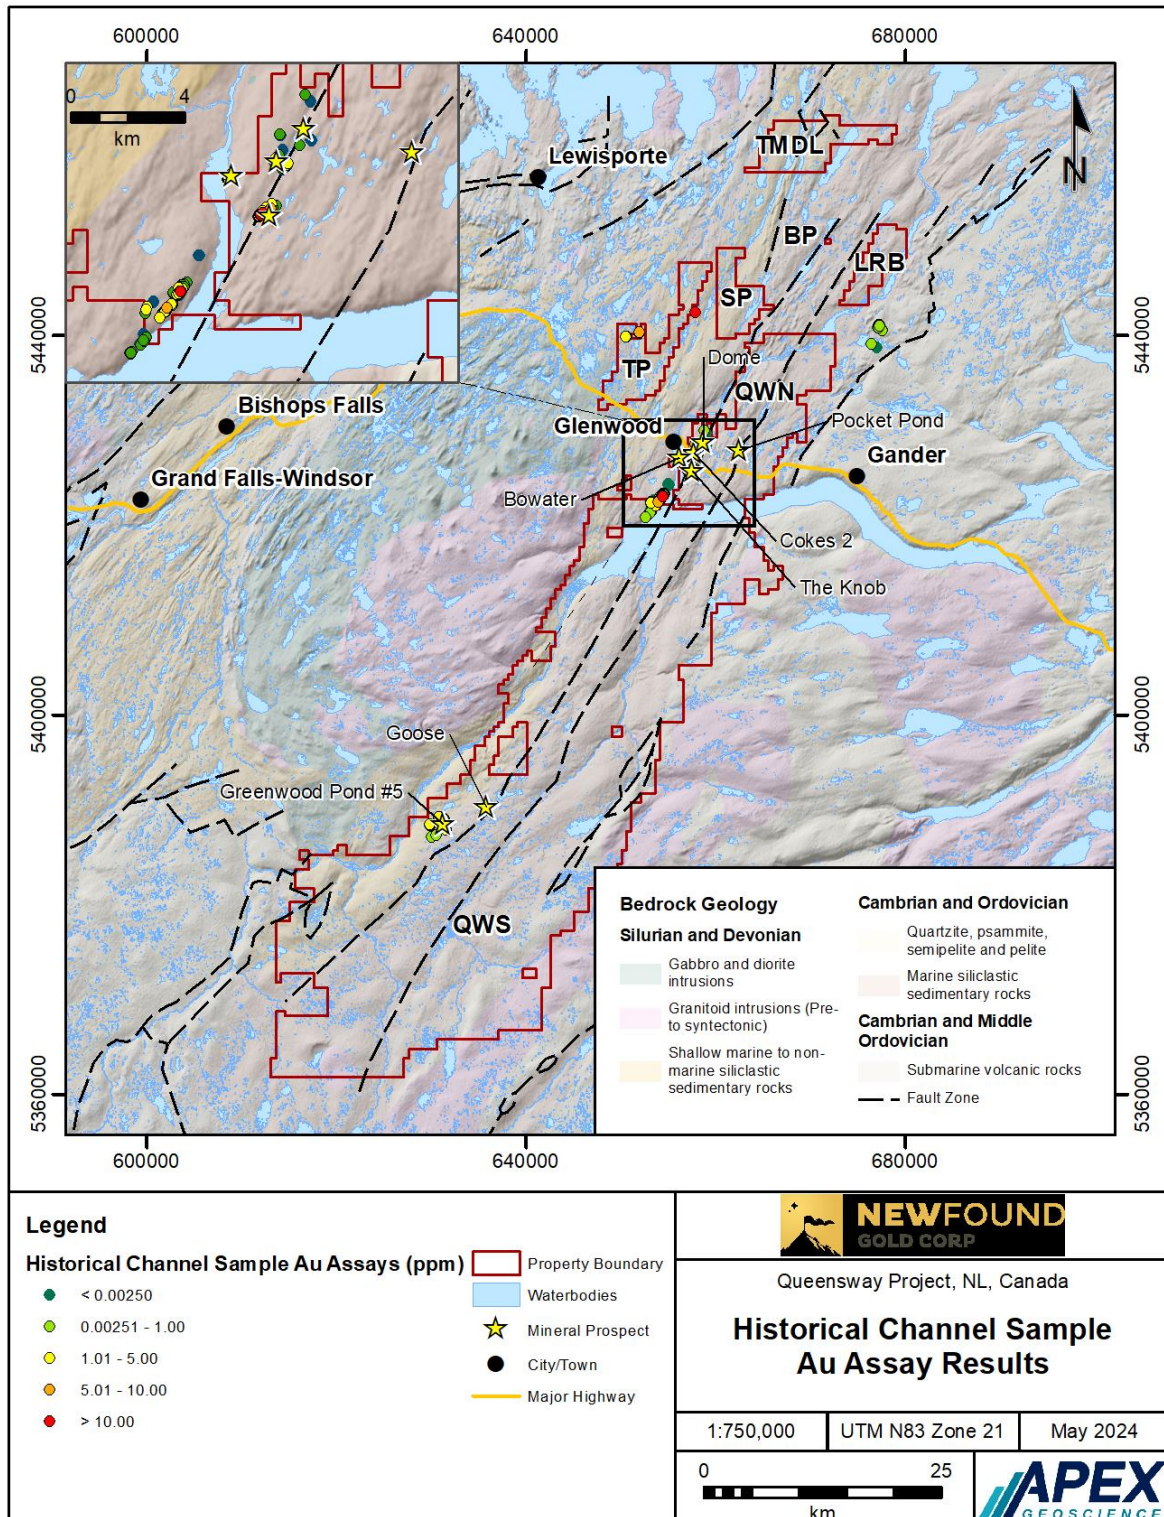 600000
640000
680000
0
4
km
N
TMDL
Lewisporte
BP
LRB
SP
5440000
5440000
Dome
TP
QWN
Bishops Falls
Glenwood
Pocket Pond
Gander
Grand Falls-Windsor
Bowater
Cokes 2
The Knob
5400000
5400000
Goose
Greenwood Pond #5
QWS
5360000
5360000
Bedrock Geology
Silurian and Devonian
Gabbro and diorite
intrusions
Granitoid intrusions (Pre-
to syntectonic)
Shallow marine to non-
marine siliclastic
sedimentary rocks
Cambrian and Ordovician
Quartzite, psammite,
semipelite and pelite
Marine siliclastic
sedimentary rocks
Cambrian and Middle
Ordovician
Submarine volcanic rocks
Fault Zone
600000
640000
680000
Legend
Historical Channel Sample Au Assays (ppm)
< 0.00250
0.00251 - 1.00
1.01 - 5.00
5.01 - 10.00
> 10.00
Property Boundary
Waterbodies
Mineral Prospect
City/Town
Major Highway
NEWFOUND
GOLD CORP
Queensway Project, NL, Canada
Historical Channel Sample
Au Assay Results
1:750,000
UTM N83 Zone 21
May 2024
0
25
km
APEX
GEOSCIENCE